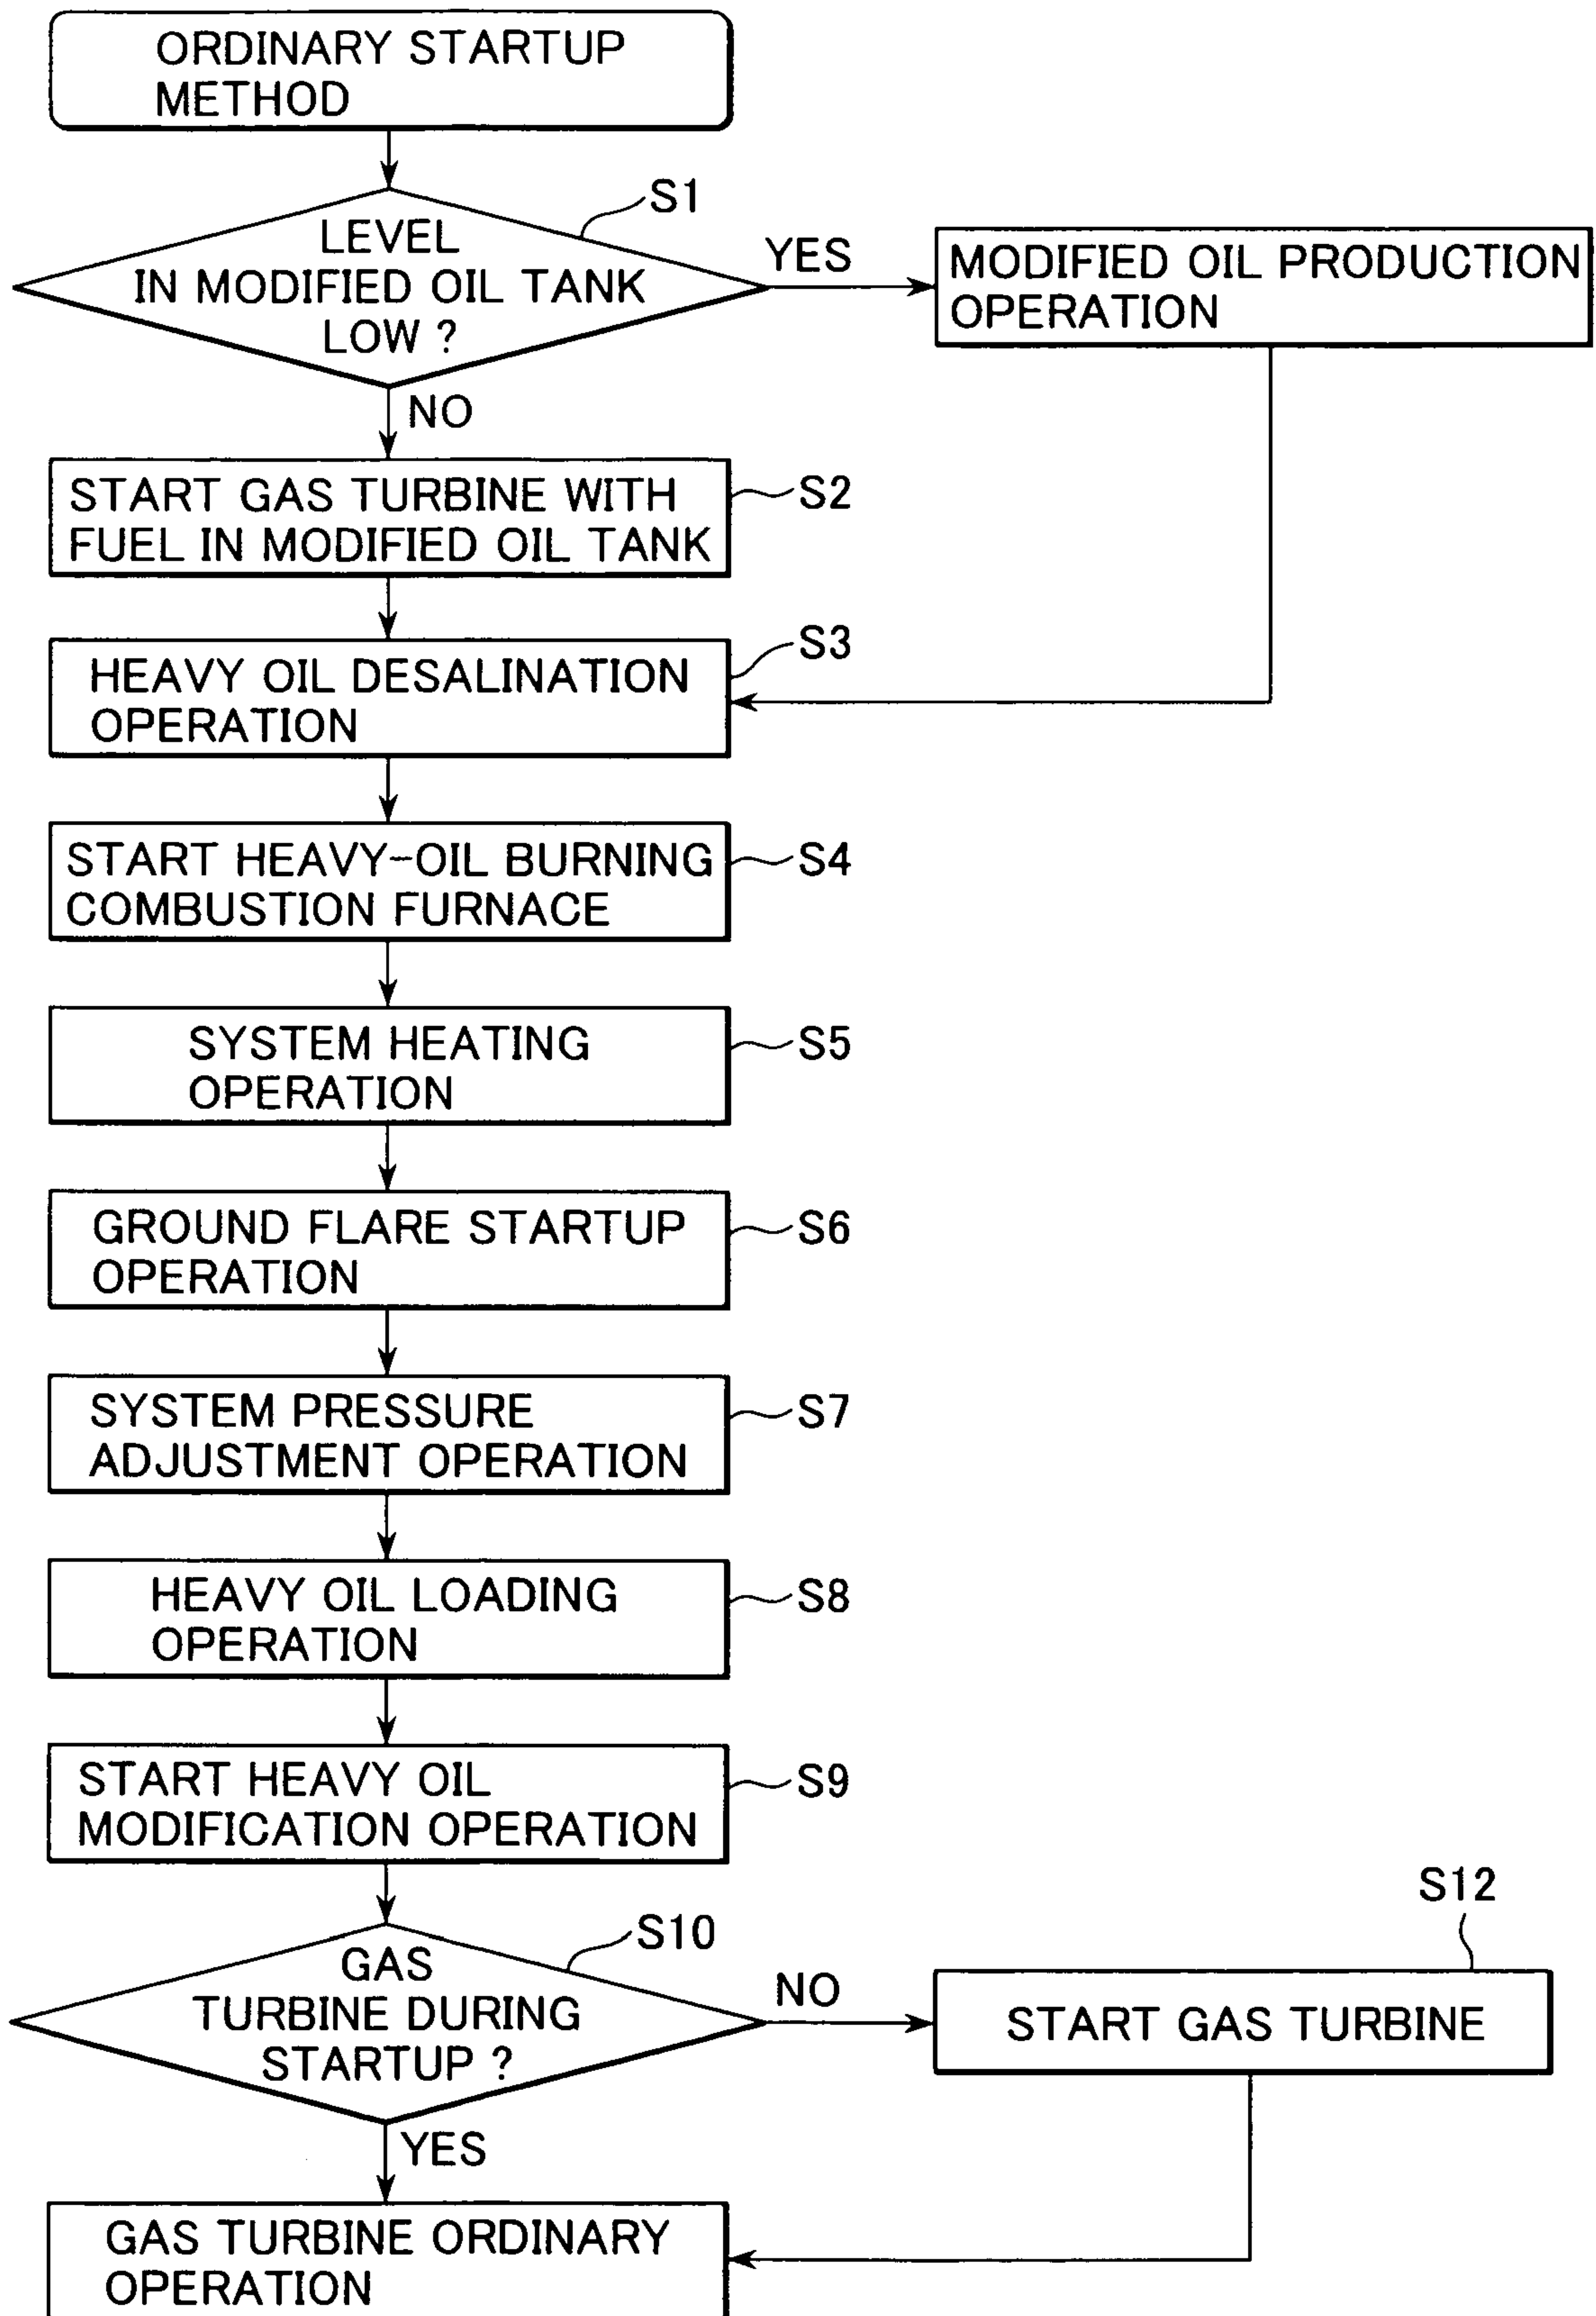 ORDINARY STARTUP
METHOD
S1
LEVEL
IN MODIFIED OIL TANK
LOW ?
YES
MODIFIED OIL PRODUCTION
OPERATION
NO
START GAS TURBINE WITH
FUEL IN MODIFIED OIL TANK
S2
HEAVY OIL DESALINATION
OPERATION
S3
START HEAVY-OIL BURNING
COMBUSTION FURNACE
S4
SYSTEM HEATING
OPERATION
S5
GROUND FLARE STARTUP
OPERATION
S6
SYSTEM PRESSURE
ADJUSTMENT OPERATION
S7
HEAVY OIL LOADING
OPERATION
S8
START HEAVY OIL
MODIFICATION OPERATION
S9
S10
GAS
TURBINE DURING
STARTUP ?
NO
S12
START GAS TURBINE
YES
GAS TURBINE ORDINARY
OPERATION